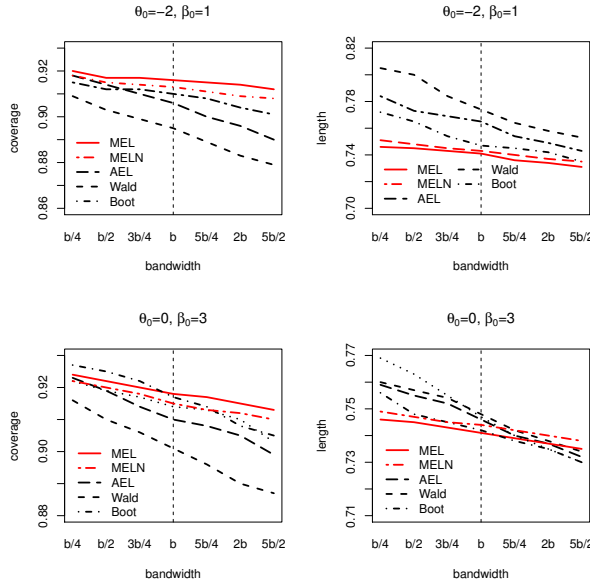 θ₀=−2, β₀=1
coverage
0.86 0.88 0.90 0.92
MEL
MELN
AEL
Wald
Boot
b/4 b/2 3b/4 b 5b/4 2b 5b/2
bandwidth
θ₀=−2, β₀=1
length
0.70 0.74 0.78 0.82
MEL Wald
MELN Boot
AEL
b/4 b/2 3b/4 b 5b/4 2b 5b/2
bandwidth
θ₀=0, β₀=3
coverage
0.88 0.90 0.92
MEL
MELN
AEL
Wald
Boot
b/4 b/2 3b/4 b 5b/4 2b 5b/2
bandwidth
θ₀=0, β₀=3
length
0.71 0.73 0.75 0.77
MEL
MELN
AEL
Wald
Boot
b/4 b/2 3b/4 b 5b/4 2b 5b/2
bandwidth